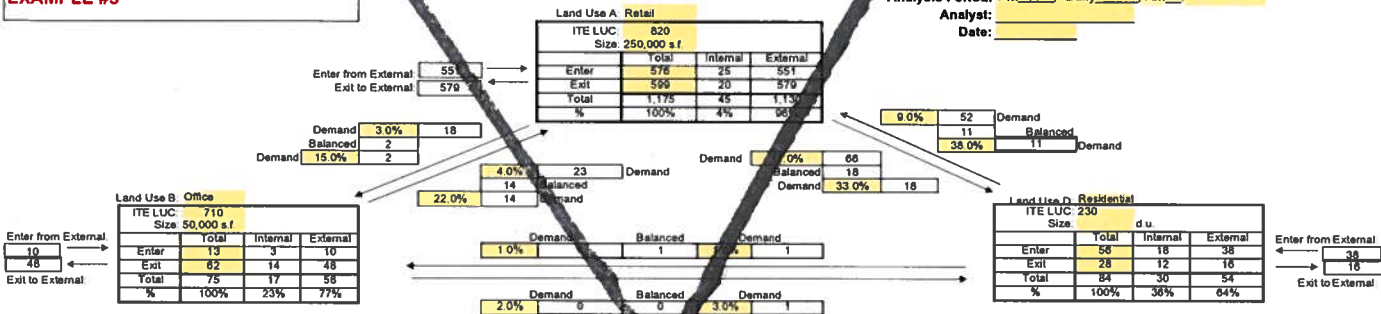 Land Use A: Retail
ITE LUC: 820
Size: 250,000 s.f.
Total Internal External
Enter 576 25 551
Exit 599 20 579
Total 1,175 45
% 100% 4%
Analyst:
Date:
Enter from External
Exit to External: 579
Demand 3.0% 18
Balanced 2
Demand 15.0% 2
4.0% 23 Demand
14
22.0% 14
Demand 66
18
Demand 33.0% 18
9.0% 52 Demand
11 Balanced
38.0% 11 Demand
Land Use B: Office
ITE LUC: 710
Size: 50,000 s.f
Total Internal External
Enter 13 3 10
Exit 62 14 48
Total 75 17 58
% 100% 23% 77%
Enter from External
10
48
Exit to External
Demand Balanced Demand
1.0% 1 1
Demand Balanced Demand
2.0% 0 0 3.0% 1
Land Use D: Residential
ITE LUC: 230
Size: d.u.
Total Internal External
Enter 56 18 38
Exit 28 12 16
Total 84 30 54
% 100% 36% 64%
Enter from External
38
16
Exit to External